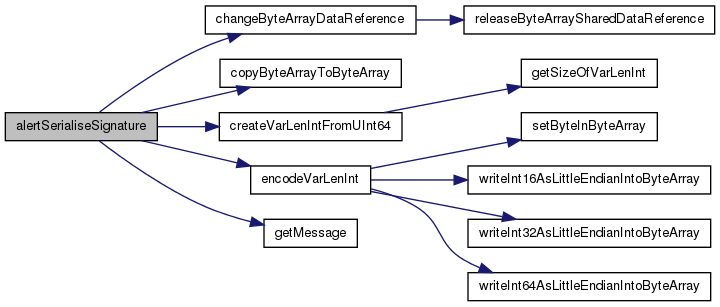 changeByteArrayDataReference
releaseByteArraySharedDataReference
copyByteArrayToByteArray
getSizeOfVarLenInt
alertSerialiseSignature
createVarLenIntFromUInt64
setByteInByteArray
encodeVarLenInt
writeInt16AsLittleEndianIntoByteArray
getMessage
writeInt32AsLittleEndianIntoByteArray
writeInt64AsLittleEndianIntoByteArray